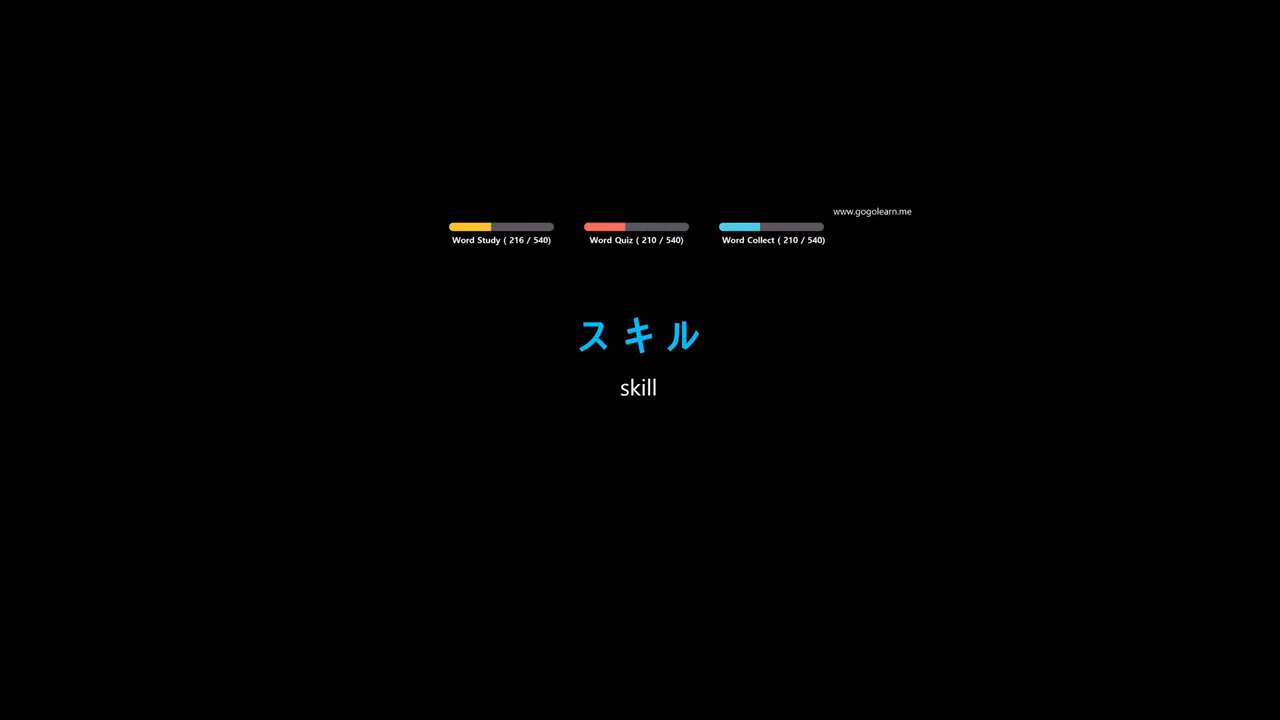 www.gogolearn.me
Word Study ( 216 / 540)
Word Quiz ( 210 / 540)
Word Collect ( 210 / 540)
スキル
skill